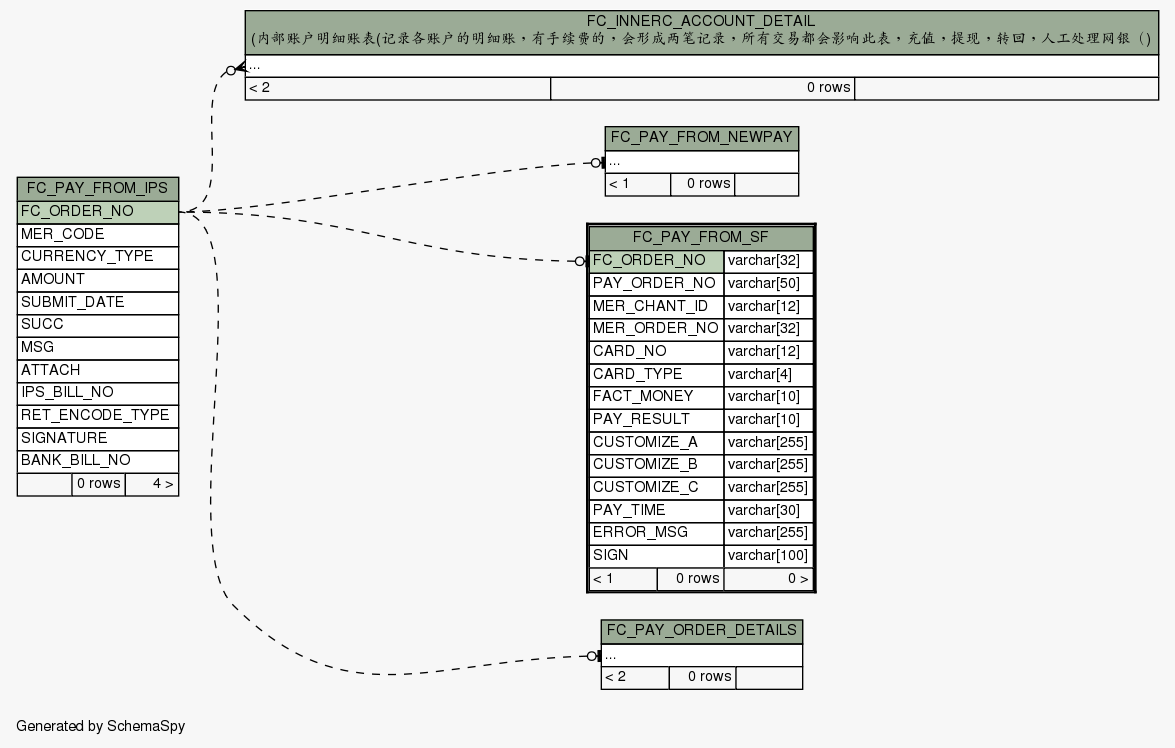 FC_INNERC_ACCOUNT_DETAIL
(内部账户明细账表(记录各账户的明细账，有手续费的，会形成两笔记录，所有交易都会影响此表，充值，提现，转回，人工处理网银（)
...
< 2 0 rows
FC_PAY_FROM_NEWPAY
...
< 1 0 rows
FC_PAY_FROM_IPS
FC_ORDER_NO
MER_CODE
CURRENCY_TYPE
AMOUNT
SUBMIT_DATE
SUCC
MSG
ATTACH
IPS_BILL_NO
RET_ENCODE_TYPE
SIGNATURE
BANK_BILL_NO
0 rows 4 >
FC_PAY_FROM_SF
FC_ORDER_NO varchar[32]
PAY_ORDER_NO varchar[50]
MER_CHANT_ID varchar[12]
MER_ORDER_NO varchar[32]
CARD_NO varchar[12]
CARD_TYPE varchar[4]
FACT_MONEY varchar[10]
PAY_RESULT varchar[10]
CUSTOMIZE_A varchar[255]
CUSTOMIZE_B varchar[255]
CUSTOMIZE_C varchar[255]
PAY_TIME varchar[30]
ERROR_MSG varchar[255]
SIGN varchar[100]
< 1 0 rows 0 >
FC_PAY_ORDER_DETAILS
...
< 2 0 rows
Generated by SchemaSpy